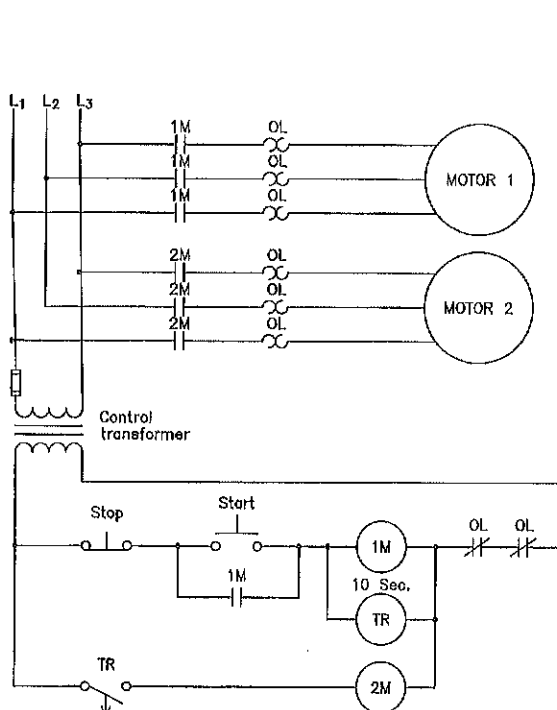 L1 L2 L3
1M OL
1M OL
MOTOR 1
1M OL
2M OL
2M OL
MOTOR 2
2M OL
Control
transformer
Stop
Start
1M
OL OL
1M
10 Sec.
TR
TR
2M